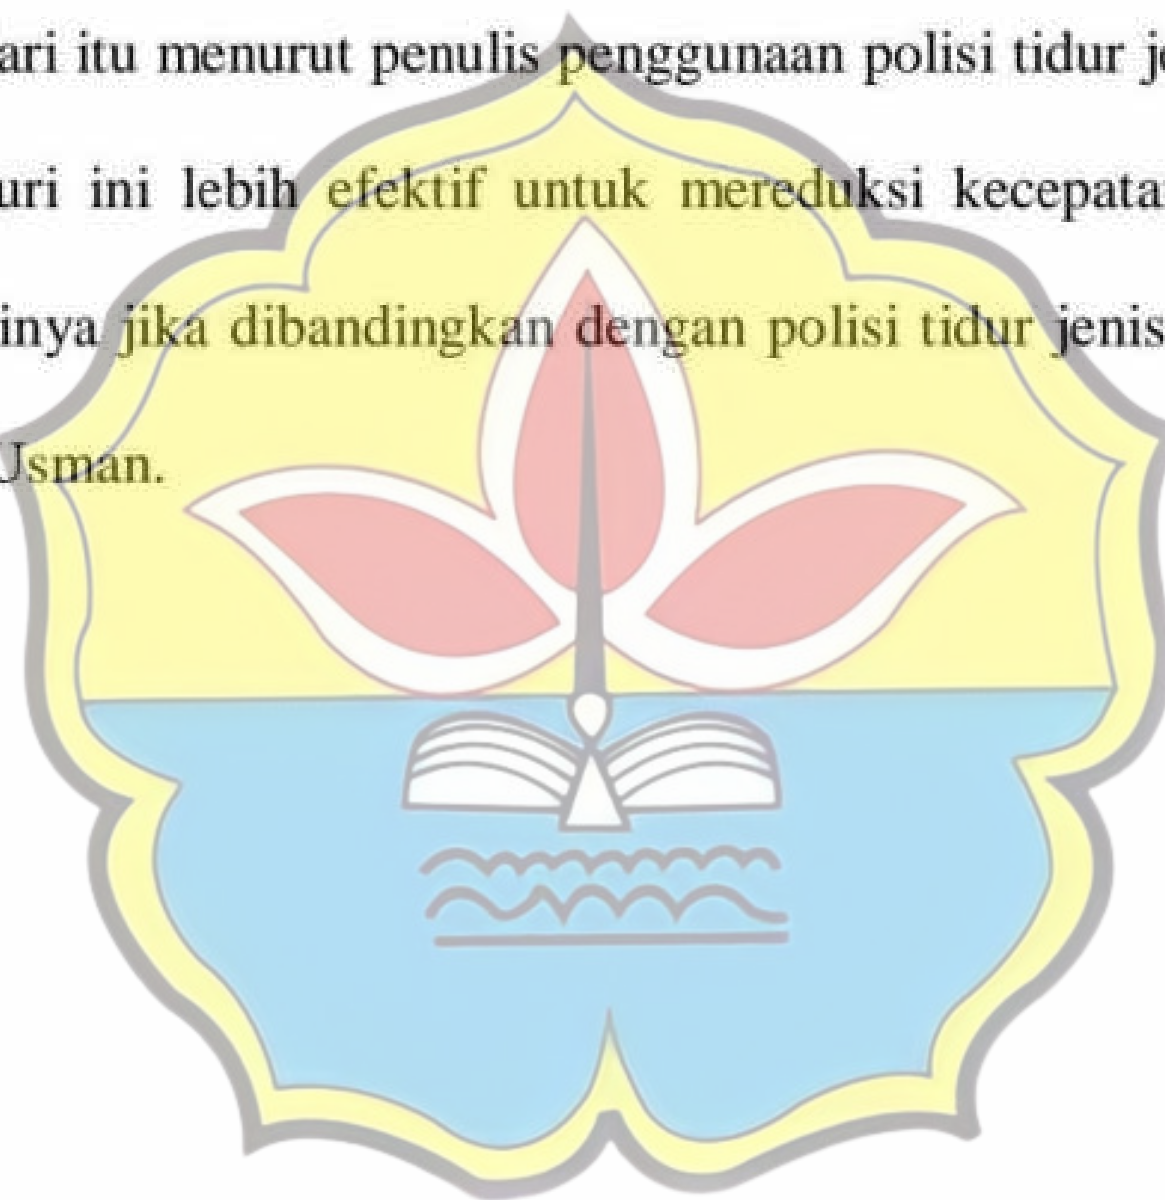 ari itu menurut penulis penggunaan polisi tidur je
uri ini lebih efektif untuk mereduksi kecepata
inya jika dibandingkan dengan polisi tidur jenis
Usman.